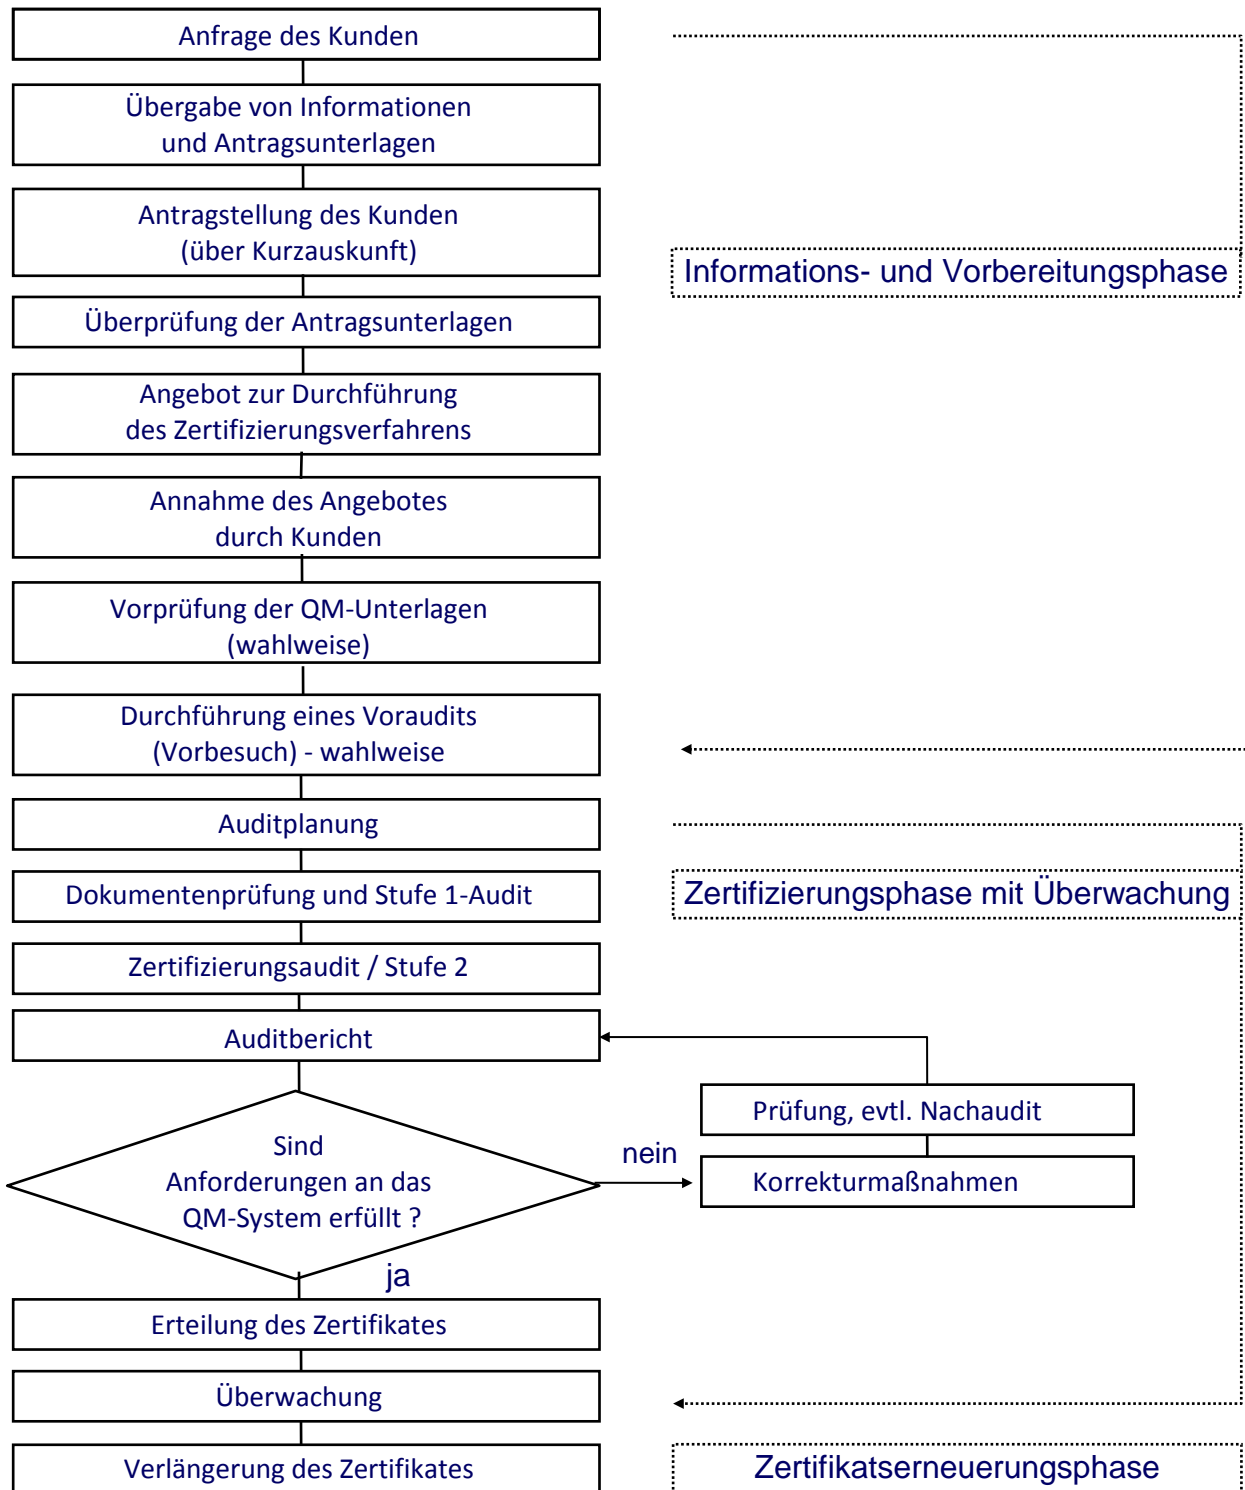 Anfrage des Kunden
Übergabe von Informationen
und Antragsunterlagen
Antragstellung des Kunden
(über Kurzauskunft)
Informations- und Vorbereitungsphase
Überprüfung der Antragsunterlagen
Angebot zur Durchführung
des Zertifizierungsverfahrens
Annahme des Angebotes
durch Kunden
Vorprüfung der QM-Unterlagen
(wahlweise)
Durchführung eines Voraudits
(Vorbesuch) - wahlweise
Auditplanung
Dokumentenprüfung und Stufe 1-Audit
Zertifizierungsphase mit Überwachung
Zertifizierungsaudit / Stufe 2
Auditbericht
Prüfung, evtl. Nachaudit
Sind
Anforderungen an das
QM-System erfüllt ?
nein
Korrekturmaßnahmen
ja
Erteilung des Zertifikates
Überwachung
Verlängerung des Zertifikates
Zertifikatserneuerungsphase